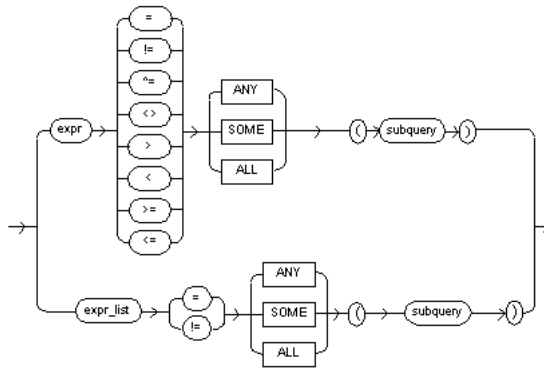 =
!=
^=
<>
>
<
>=
<=
expr
ANY
SOME
ALL
(
subquery
)
expr_list
=
!=
ANY
SOME
ALL
(
subquery
)